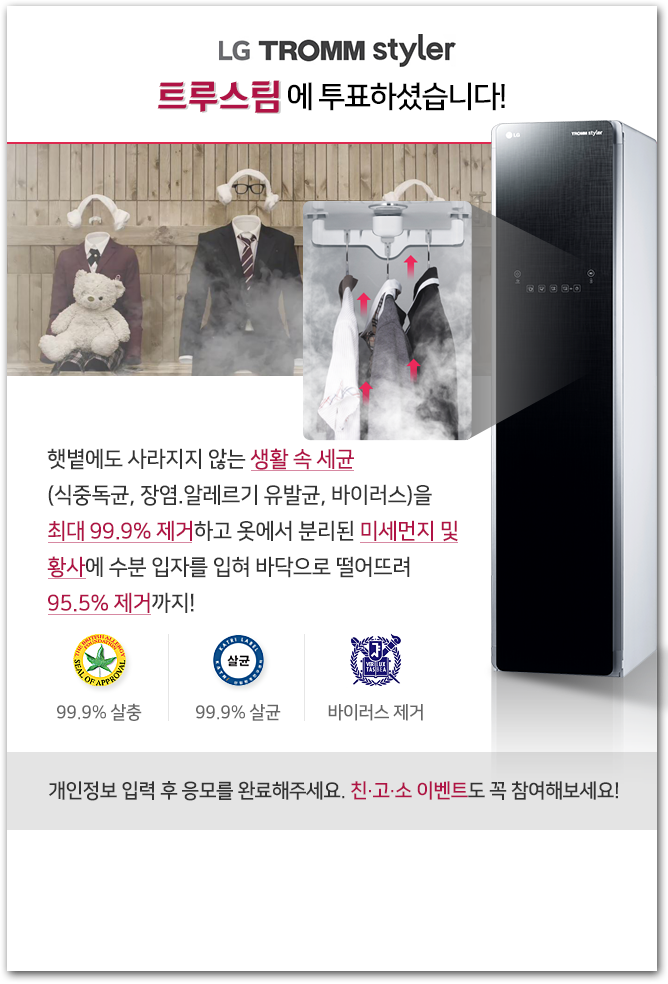 LG TROMM styler
트루스팀에 투표하셨습니다!
LG TROMM styler
햇볕에도 사라지지 않는 생활 속 세균
(식중독균, 장염.알레르기 유발균, 바이러스)을
최대 99.9% 제거하고 옷에서 분리된 미세먼지 및
황사에 수분 입자를 입혀 바닥으로 떨어뜨려
95.5% 제거까지!
THE BRITISH ALLERGY FOUNDATION
SEAL OF APPROVAL
KATRI LABEL
살균
VERI LUX
TAS MEA
99.9% 살충
99.9% 살균
바이러스 제거
개인정보 입력 후 응모를 완료해주세요. 친·고·소 이벤트도 꼭 참여해보세요!